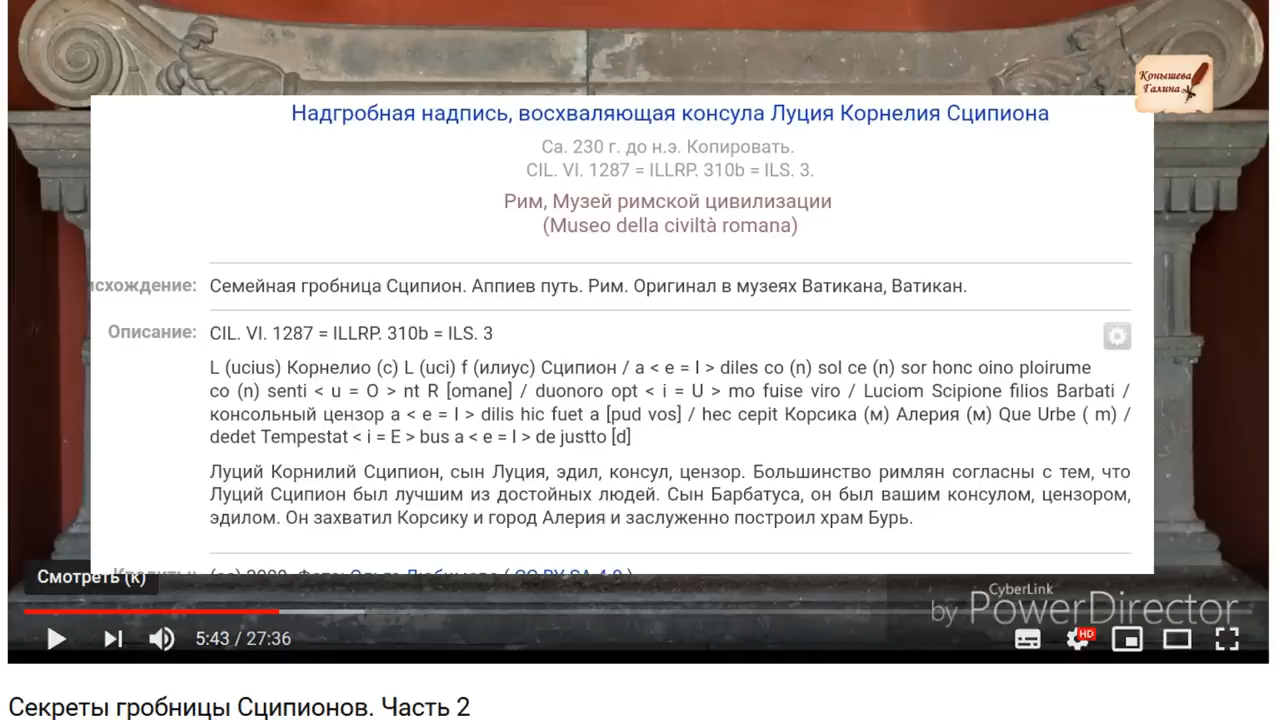 Конышева
Галина
Надгробная надпись, восхваляющая консула Луция Корнелия Сципиона
Ca. 230 г. до н.э. Копировать.
CIL. VI. 1287 = ILLRP. 310b = ILS. 3.
Рим, Музей римской цивилизации
(Museo della civiltà romana)
исхождение: Семейная гробница Сципион. Аппиев путь. Рим. Оригинал в музеях Ватикана, Ватикан.
Описание: CIL. VI. 1287 = ILLRP. 310b = ILS. 3
L (ucius) Корнелио (с) L (uci) f (илиус) Сципион / a < e = I > diles co (n) sol ce (n) sor honc oino ploirume
co (n) senti < u = O > nt R [omane] / duonoro opt < i = U > mo fuise viro / Luciom Scipione filios Barbati /
консольный цензор a < e = I > dilis hic fuet a [pud vos] / hec cepit Корсика (м) Алерия (м) Que Urbe ( m) /
dedet Tempestat < i = E > bus a < e = I > de justto [d]
Луций Корнилий Сципион, сын Луция, эдил, консул, цензор. Большинство римлян согласны с тем, что
Луций Сципион был лучшим из достойных людей. Сын Барбатуса, он был вашим консулом, цензором,
эдилом. Он захватил Корсику и город Алерия и заслуженно построил храм Бурь.
Смотреть (k)
CyberLink
by PowerDirector
5:43 / 27:36
HD
Секреты гробницы Сципионов. Часть 2